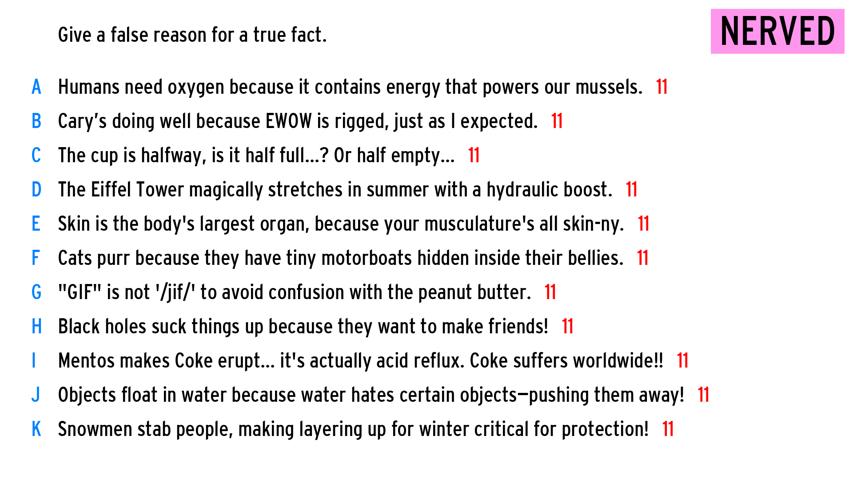 Give a false reason for a true fact.
NERVED
A Humans need oxygen because it contains energy that powers our mussels. 11
B Cary’s doing well because EWOW is rigged, just as I expected. 11
C The cup is halfway, is it half full...? Or half empty... 11
D The Eiffel Tower magically stretches in summer with a hydraulic boost. 11
E Skin is the body's largest organ, because your musculature's all skin-ny. 11
F Cats purr because they have tiny motorboats hidden inside their bellies. 11
G "GIF" is not '/jif/' to avoid confusion with the peanut butter. 11
H Black holes suck things up because they want to make friends! 11
I Mentos makes Coke erupt... it's actually acid reflux. Coke suffers worldwide!! 11
J Objects float in water because water hates certain objects—pushing them away! 11
K Snowmen stab people, making layering up for winter critical for protection! 11